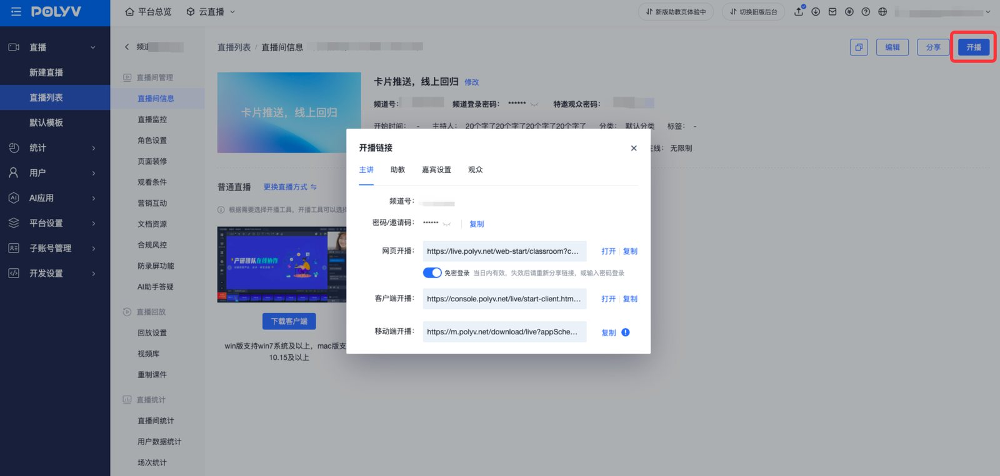 POLYV
平台总览
云直播
新版助教页体验中
切换旧版后台
直播
新建直播
直播列表
默认模板
统计
用户
AI应用
平台设置
子账号管理
开发设置
频道
直播间管理
直播间信息
直播监控
角色设置
页面装修
观看条件
营销互动
文档资源
合规风控
防录屏功能
AI助手答疑
直播回放
回放设置
视频库
重制课件
直播统计
直播间统计
用户数据统计
场次统计
直播列表 / 直播间信息
编辑
分享
开播
卡片推送，线上回归
卡片推送，线上回归 修改
频道号： 频道登录密码： ****** 特邀观众密码：
开始时间： - 主持人： 20个字了20个字了20个字了20个字了 分类： 默认分类 标签： -
在线： 无限制
普通直播 更换直播方式
根据需要选择开播工具，开播工具可以选择
产研团队在线协作
下载客户端
win版支持win7系统及以上，mac版支
10.15及以上
开播链接
主讲 助教 嘉宾设置 观众
频道号：
密码/邀请码： ****** 复制
网页开播： https://live.polyv.net/web-start/classroom?c... 打开 复制
免密登录 当日内有效，失效后请重新分享链接，或输入密码登录
客户端开播： https://console.polyv.net/live/start-client.htm... 打开 复制
移动端开播： https://m.polyv.net/download/live?appSche... 复制